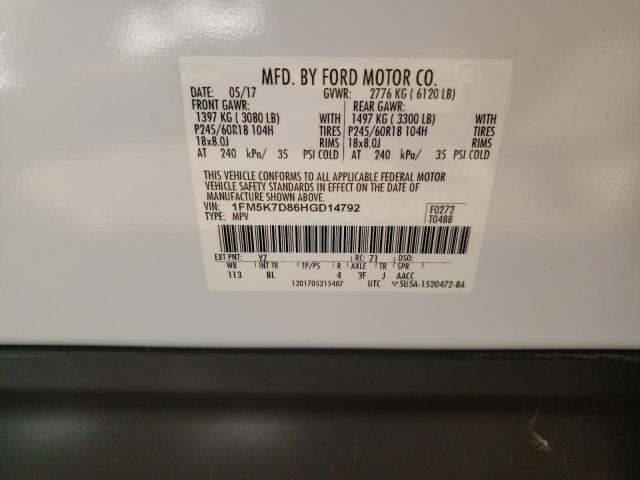 MFD. BY FORD MOTOR CO.
DATE: 05/17 GVWR: 2776 KG ( 6120 LB)
FRONT GAWR: REAR GAWR:
1397 KG ( 3080 LB) WITH 1497 KG ( 3300 LB) WITH
P245/60R18 104H TIRES P245/60R18 104H TIRES
18x8.0J RIMS 18x8.0J RIMS
AT 240 kPa/ 35 PSI COLD AT 240 kPa/ 35 PSI COLD
THIS VEHICLE CONFORMS TO ALL APPLICABLE FEDERAL MOTOR
VEHICLE SAFETY STANDARDS IN EFFECT ON THE DATE OF
MANUFACTURE SHOWN ABOVE.
VIN: 1FM5K7D86HGD14792 F0272
TYPE: MPV T0488
EXT PNT: YZ RC: 71 DSO:
WB INT TR TP/PS R AXLE TR SPR
113 BL 4 3F J AACC
1201705215407 UTC ▽5U5A-1520472-BA